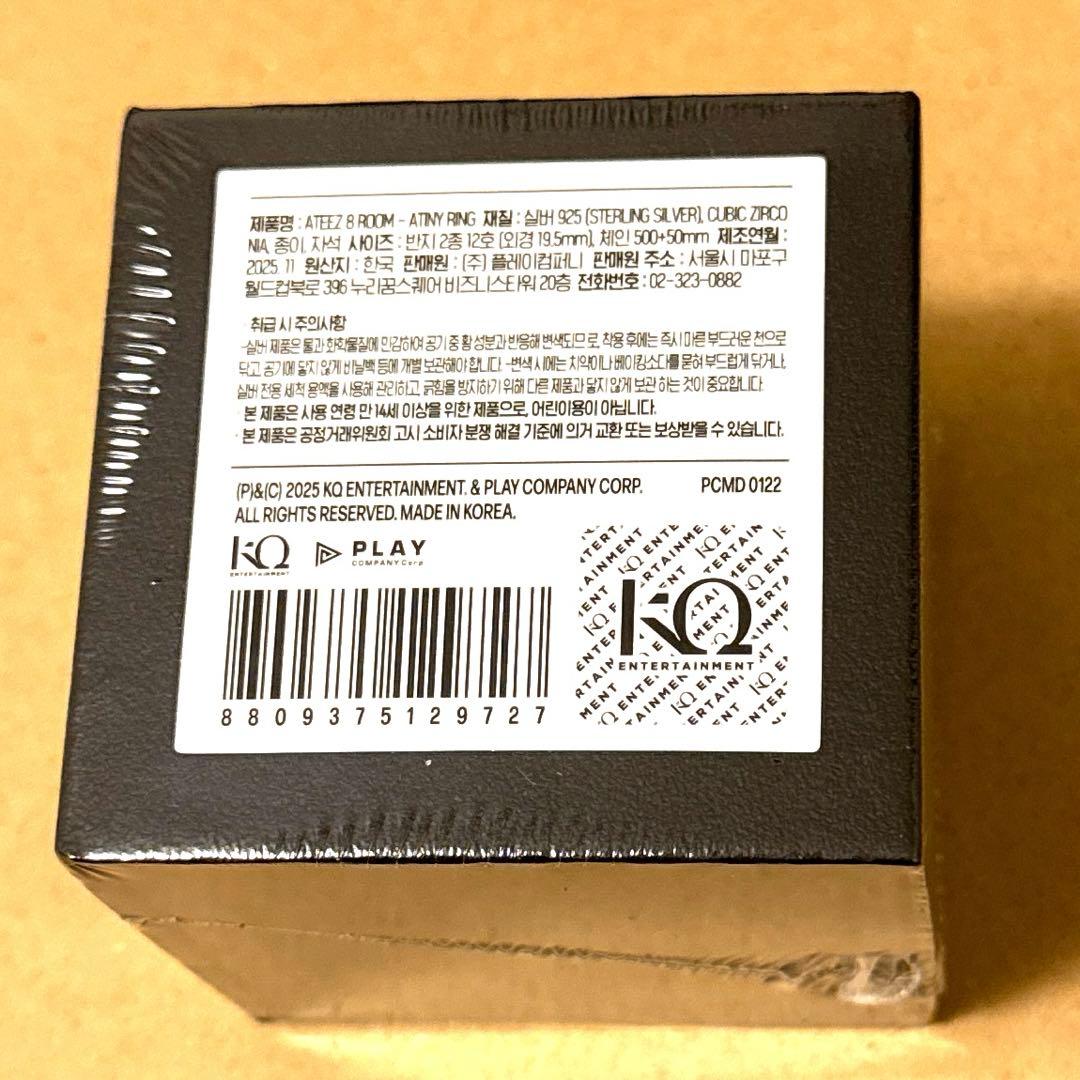 제품명 : ATEEZ 8 ROOM - ATINY RING 재질 : 실버 925 (STERLING SILVER), CUBIC ZIRCO
NIA, 종이, 자석 사이즈 : 반지 2종 12호 (외경 19.5mm), 체인 500+50mm 제조연월 :
2025. 11 원산지 : 한국 판매원 : (주) 플레이컴퍼니 판매원 주소 : 서울시 마포구
월드컵북로 396 누리꿈스퀘어 비즈니스타워 20층 전화번호 : 02-323-0882
· 취급 시 주의사항
-실버 제품은 물과 화학물질에 민감하여 공기 중 황 성분과 반응해 변색되므로, 착용 후에는 즉시 마른 부드러운 천으로
닦고, 공기에 닿지 않게 비닐백 등에 개별 보관해야 합니다. -변색 시에는 치약이나 베이킹소다를 묻혀 부드럽게 닦거나,
실버 전용 세척 용액을 사용해 관리하고, 긁힘을 방지하기 위해 다른 제품과 닿지 않게 보관 하는 것이 중요합니다.
· 본 제품은 사용 연령 만 14세 이상을 위한 제품으로, 어린이용이 아닙니다.
· 본 제품은 공정거래위원회 고시 소비자 분쟁 해결 기준에 의거 교환 또는 보상받을 수 있습니다.
(P)&(C) 2025 KQ ENTERTAINMENT. & PLAY COMPANY CORP. PCMD 0122
ALL RIGHTS RESERVED. MADE IN KOREA.
KQ ENTERTAINMENT PLAY COMPANY Corp
8809375129727
KQ
ENTERTAINMENT